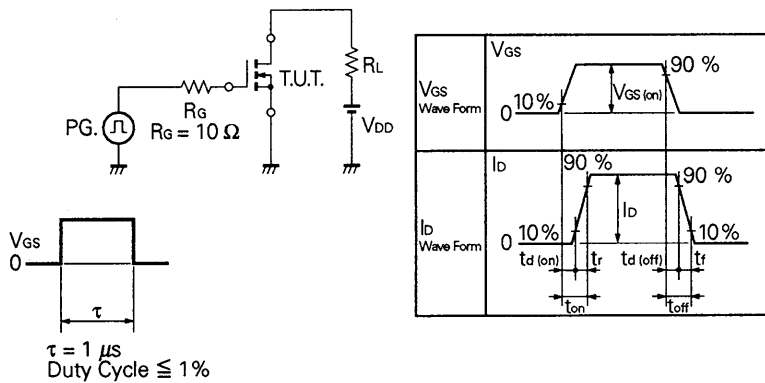 PG.
RG
RG = 10 Ω
T.U.T.
RL
VDD
VGS
0
τ
τ = 1 μs
Duty Cycle ≦ 1%
VGS
Wave Form
VGS
10 %
0
VGS (on)
90 %
ID
Wave Form
ID
90 %
90 %
ID
0
10 %
10 %
td (on)
tr
td (off)
tf
ton
toff